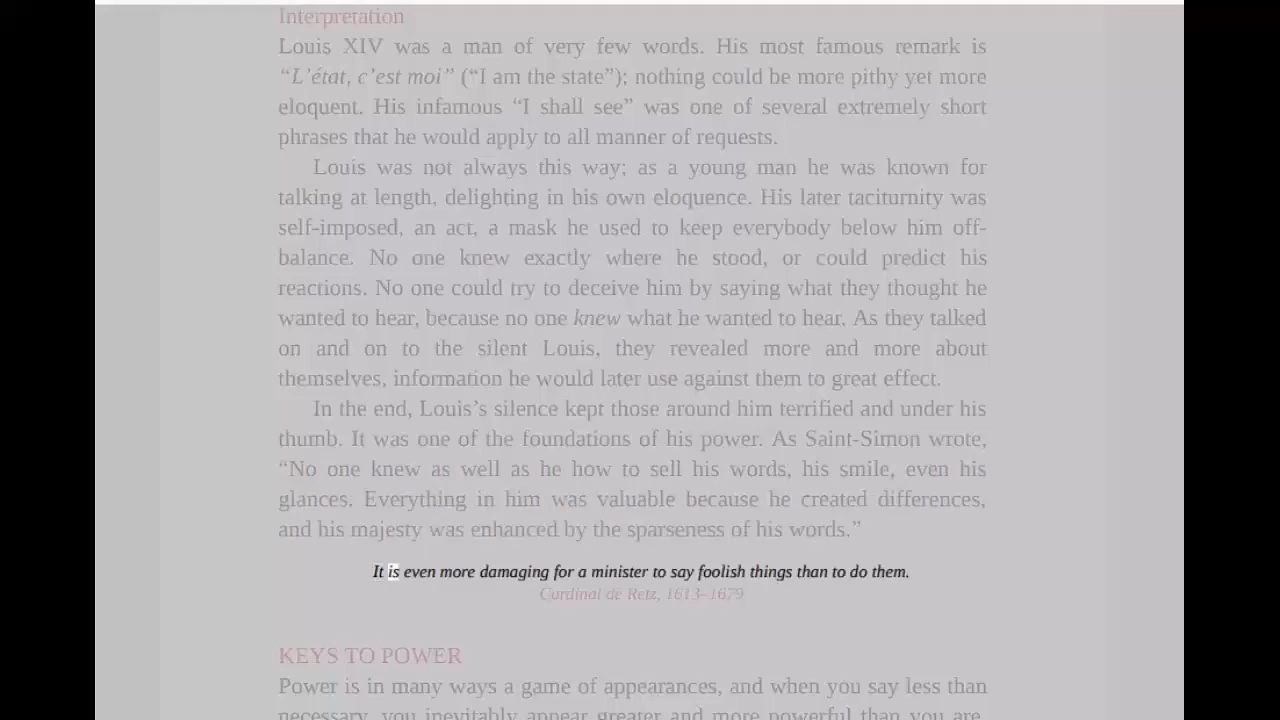 Interpretation
Louis XIV was a man of very few words. His most famous remark is
“L’état, c’est moi” (“I am the state”); nothing could be more pithy yet more
eloquent. His infamous “I shall see” was one of several extremely short
phrases that he would apply to all manner of requests.
Louis was not always this way; as a young man he was known for
talking at length, delighting in his own eloquence. His later taciturnity was
self-imposed, an act, a mask he used to keep everybody below him off-
balance. No one knew exactly where he stood, or could predict his
reactions. No one could try to deceive him by saying what they thought he
wanted to hear, because no one knew what he wanted to hear. As they talked
on and on to the silent Louis, they revealed more and more about
themselves, information he would later use against them to great effect.
In the end, Louis’s silence kept those around him terrified and under his
thumb. It was one of the foundations of his power. As Saint-Simon wrote,
“No one knew as well as he how to sell his words, his smile, even his
glances. Everything in him was valuable because he created differences,
and his majesty was enhanced by the sparseness of his words.”
It is even more damaging for a minister to say foolish things than to do them.
Cardinal de Retz, 1613–1679
KEYS TO POWER
Power is in many ways a game of appearances, and when you say less than
necessary, you inevitably appear greater and more powerful than you are.